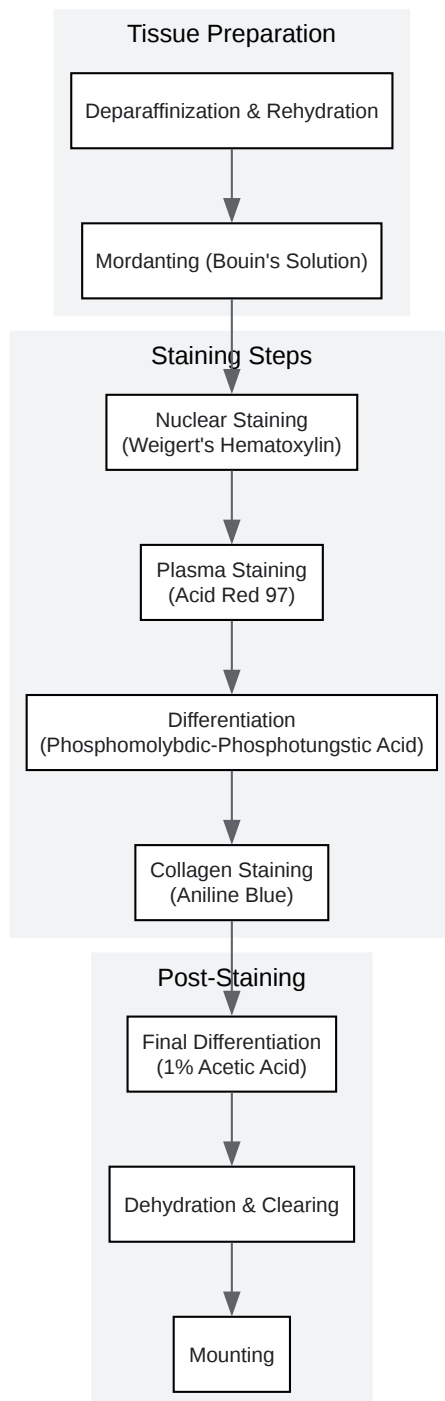 Tissue Preparation
Deparaffinization & Rehydration
Mordanting (Bouin's Solution)
Staining Steps
Nuclear Staining
(Weigert's Hematoxylin)
Plasma Staining
(Acid Red 97)
Differentiation
(Phosphomolybdic-Phosphotungstic Acid)
Collagen Staining
(Aniline Blue)
Post-Staining
Final Differentiation
(1% Acetic Acid)
Dehydration & Clearing
Mounting